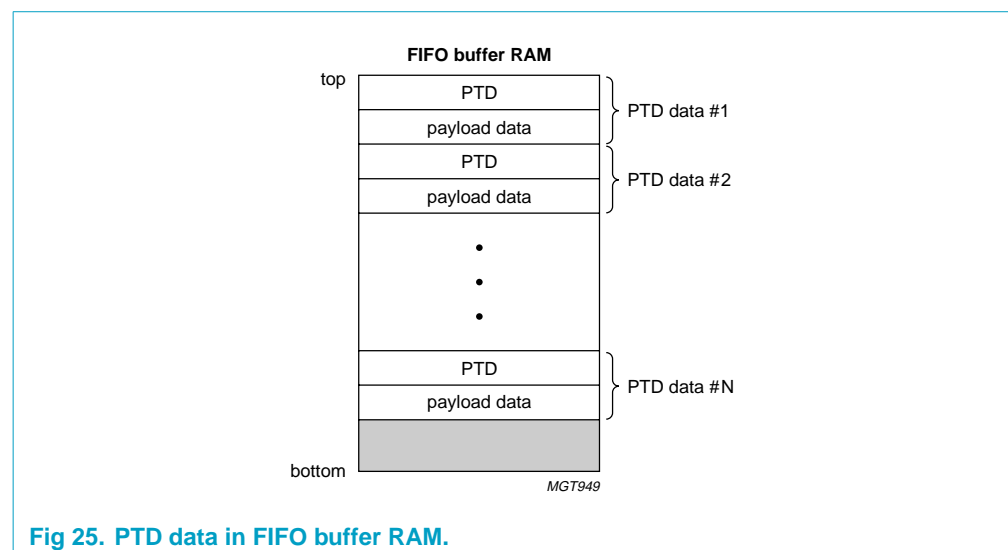 FIFO buffer RAM
top
PTD
payload data
PTD data #1
PTD
payload data
PTD data #2
PTD
payload data
PTD data #N
bottom
MGT949
Fig 25. PTD data in FIFO buffer RAM.